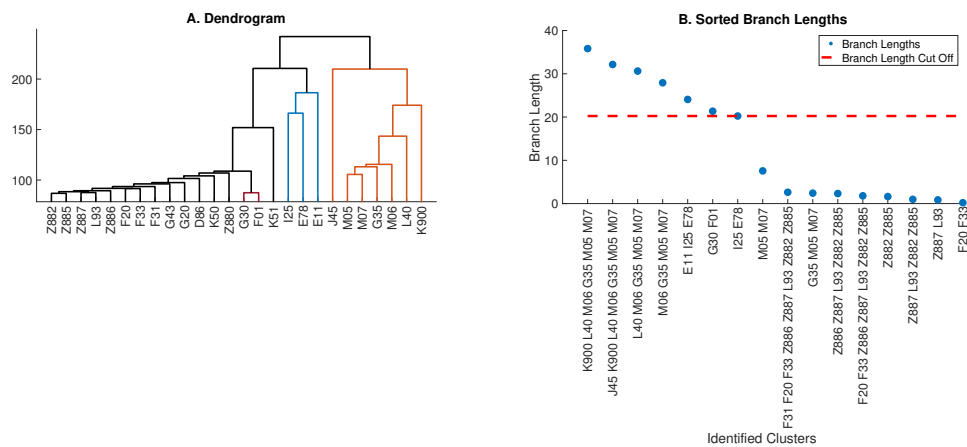 A. Dendrogram
200
150
100
Z882
Z885
Z887
L93
Z886
F20
F33
F31
G43
G20
D86
K50
Z880
G30
F01
K51
I25
E78
E11
J45
M05
M07
G35
M06
L40
K900
B. Sorted Branch Lengths
Branch Lengths
Branch Length Cut Off
Branch Length
40
30
20
10
0
K900 L40 M06 G35 M05 M07
J45 K900 L40 M06 G35 M05 M07
L40 M06 G35 M05 M07
M06 G35 M05 M07
E11 I25 E78
G30 F01
I25 E78
M05 M07
F31 F20 F33 Z886 Z887 L93 Z882 Z885
G35 M05 M07
Z886 Z887 L93 Z882 Z885
F20 F33 Z886 Z887 L93 Z882 Z885
Z882 Z885
Z887 L93 Z882 Z885
Z887 L93
F20 F33
Identified Clusters